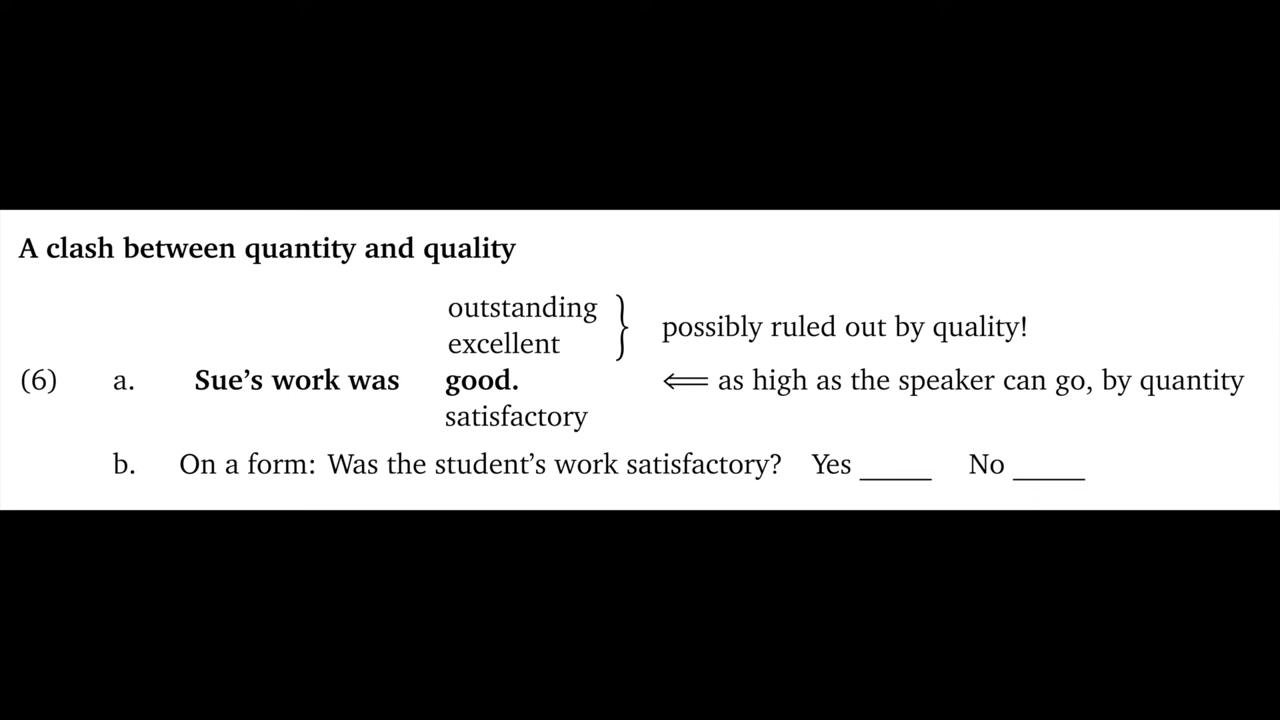 A clash between quantity and quality
outstanding
excellent
possibly ruled out by quality!
(6) a. Sue’s work was good. ⟸ as high as the speaker can go, by quantity
satisfactory
b. On a form: Was the student’s work satisfactory? Yes _____ No _____